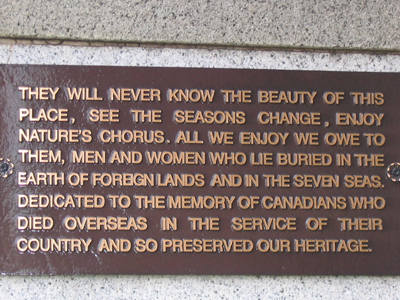 THEY WILL NEVER KNOW THE BEAUTY OF THIS
PLACE, SEE THE SEASONS CHANGE, ENJOY
NATURE'S CHORUS. ALL WE ENJOY WE OWE TO
THEM, MEN AND WOMEN WHO LIE BURIED IN THE
EARTH OF FOREIGN LANDS AND IN THE SEVEN SEAS.
DEDICATED TO THE MEMORY OF CANADIANS WHO
DIED OVERSEAS IN THE SERVICE OF THEIR
COUNTRY AND SO PRESERVED OUR HERITAGE.